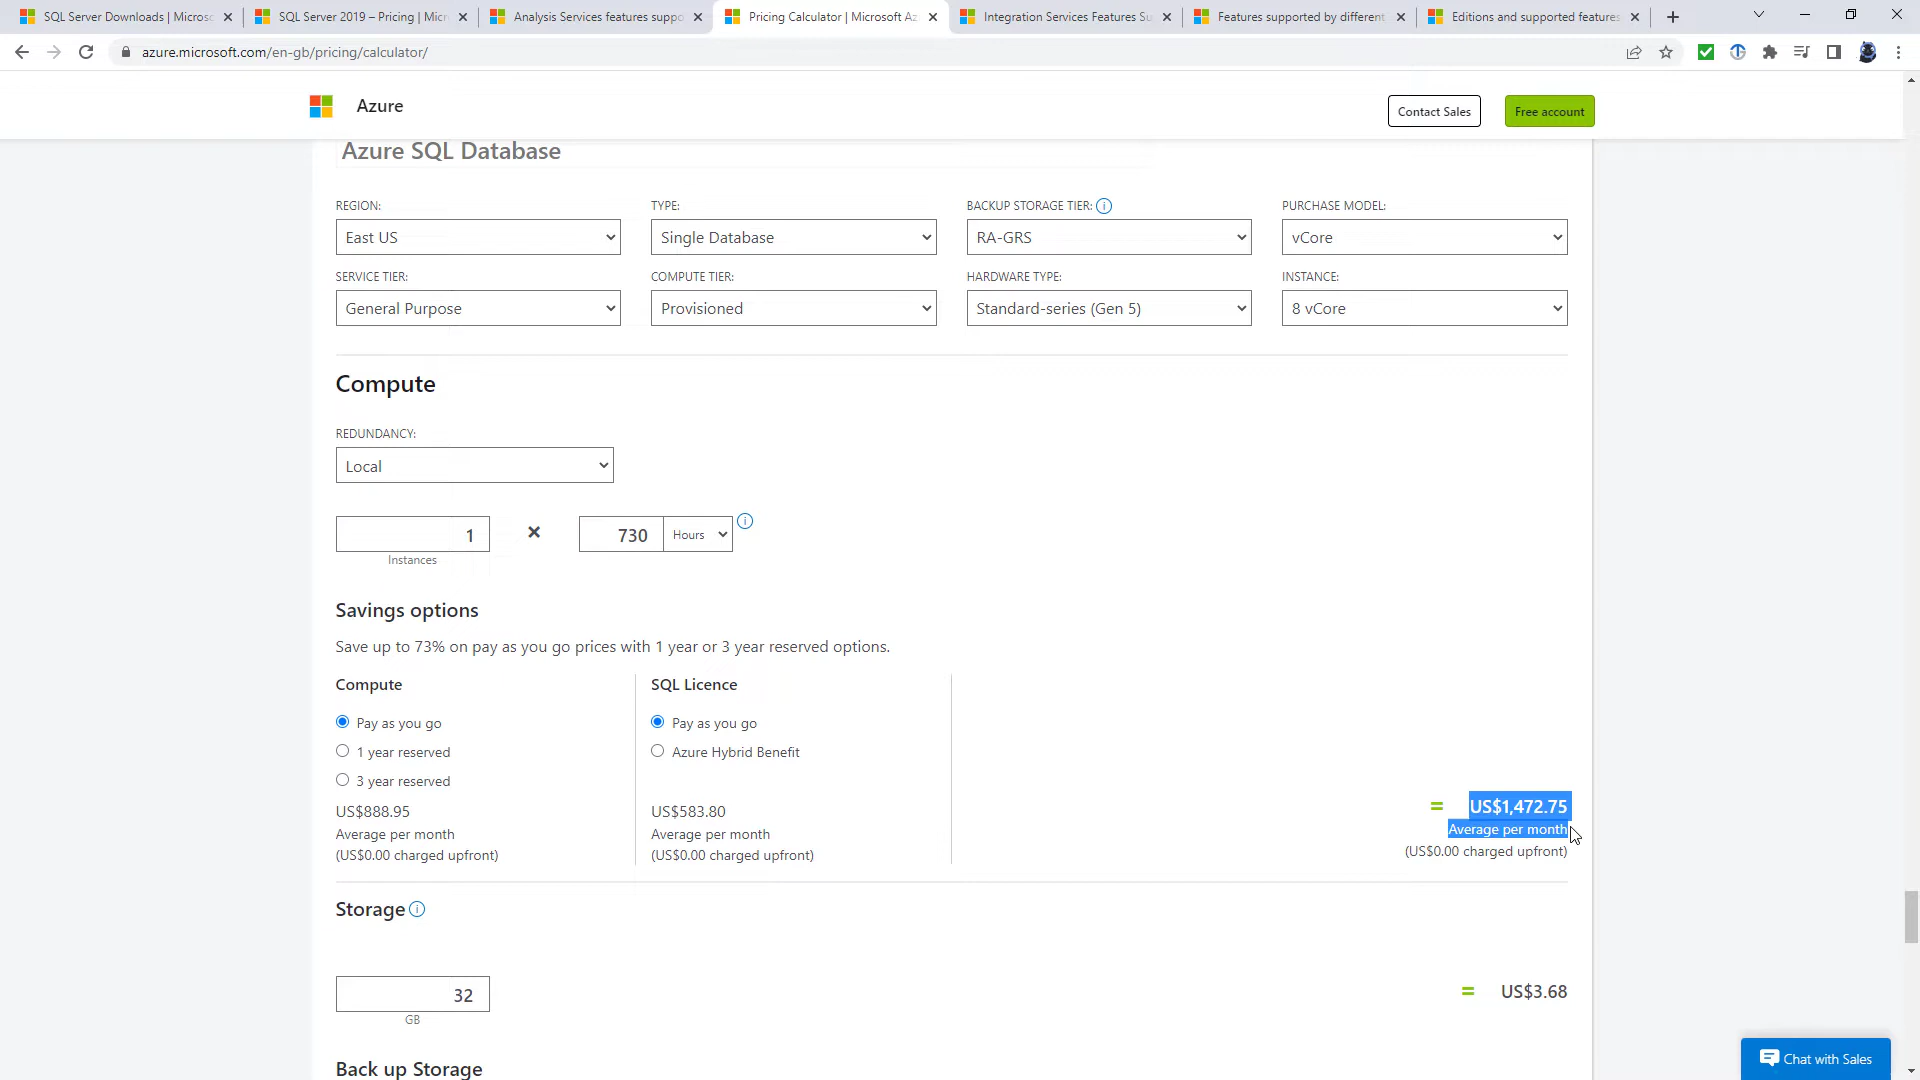 SQL Server Downloads | Microso
SQL Server 2019 – Pricing | Micr
Analysis Services features suppo
Pricing Calculator | Microsoft Az
Integration Services Features Su
Features supported by different
Editions and supported features
azure.microsoft.com/en-gb/pricing/calculator/
Azure
Contact Sales
Free account
Azure SQL Database
REGION:
TYPE:
BACKUP STORAGE TIER:
PURCHASE MODEL:
East US
Single Database
RA-GRS
vCore
SERVICE TIER:
COMPUTE TIER:
HARDWARE TYPE:
INSTANCE:
General Purpose
Provisioned
Standard-series (Gen 5)
8 vCore
Compute
REDUNDANCY:
Local
1
×
730
Hours
Instances
Savings options
Save up to 73% on pay as you go prices with 1 year or 3 year reserved options.
Compute
SQL Licence
Pay as you go
Pay as you go
1 year reserved
Azure Hybrid Benefit
3 year reserved
US$888.95
US$583.80
= US$1,472.75
Average per month
Average per month
Average per month
(US$0.00 charged upfront)
(US$0.00 charged upfront)
(US$0.00 charged upfront)
Storage
32
= US$3.68
GB
Back up Storage
Chat with Sales